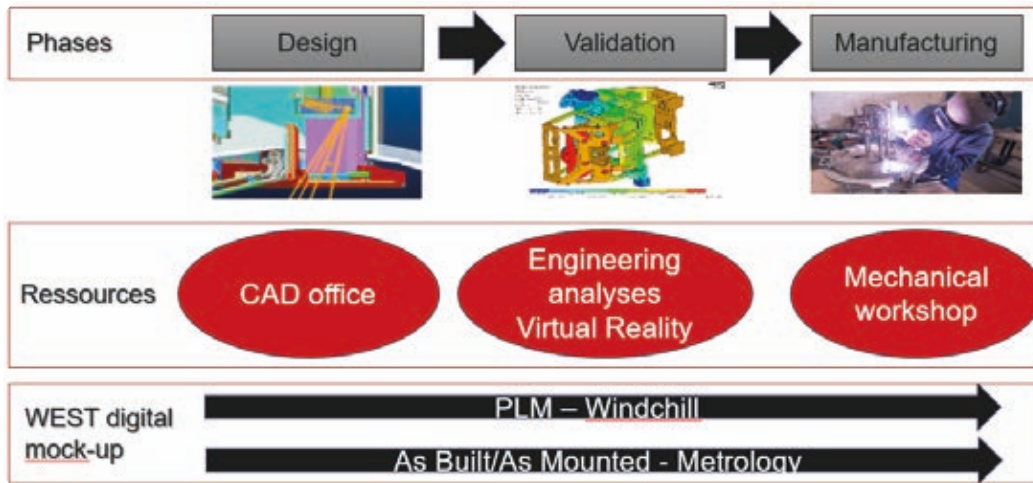 Phases
Design
Validation
Manufacturing
Ressources
CAD office
Engineering
analyses
Virtual Reality
Mechanical
workshop
WEST digital
mock-up
PLM – Windchill
As Built/As Mounted - Metrology